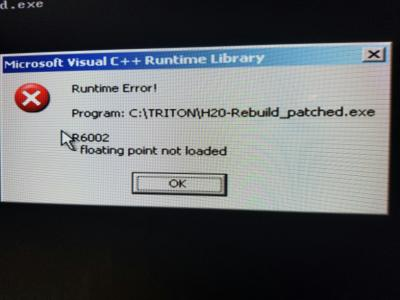 d.exe
Microsoft Visual C++ Runtime Library
Runtime Error!
Program: C:\TRITON\H20-Rebuild_patched.exe
R6002
- floating point not loaded
OK